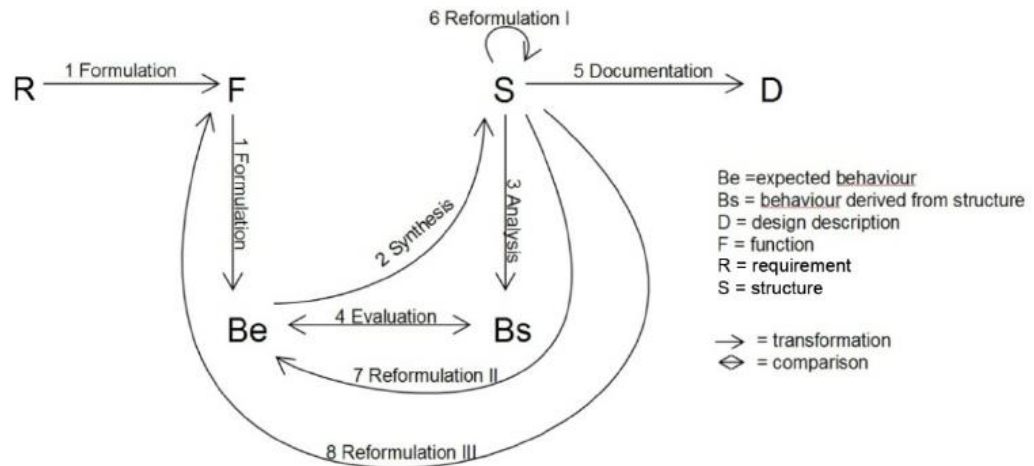 6 Reformulation I
R
1 Formulation
F
S
5 Documentation
D
1 Formulation
2 Synthesis
3 Analysis
Be
4 Evaluation
Bs
7 Reformulation II
8 Reformulation III
Be =expected behaviour
Bs = behaviour derived from structure
D = design description
F = function
R = requirement
S = structure
= transformation
= comparison